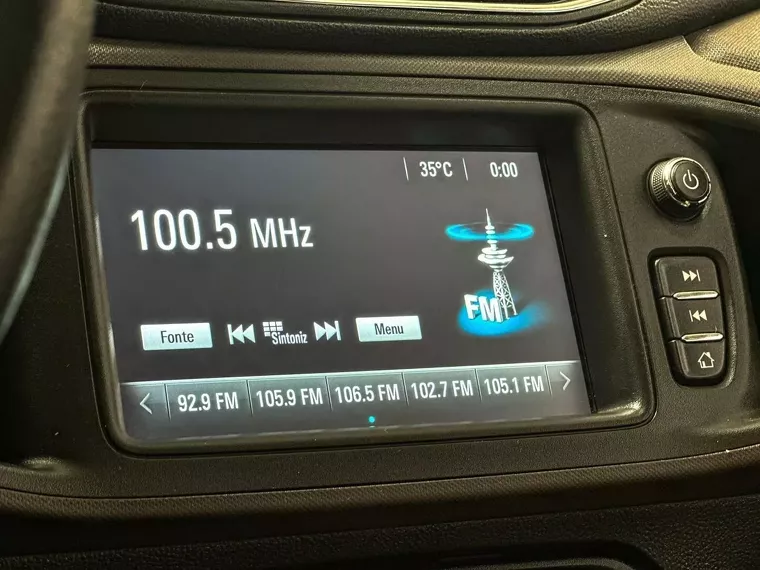 35°C 0:00
100.5 MHz
FM
Fonte Sintoniz Menu
92.9 FM 105.9 FM 106.5 FM 102.7 FM 105.1 FM